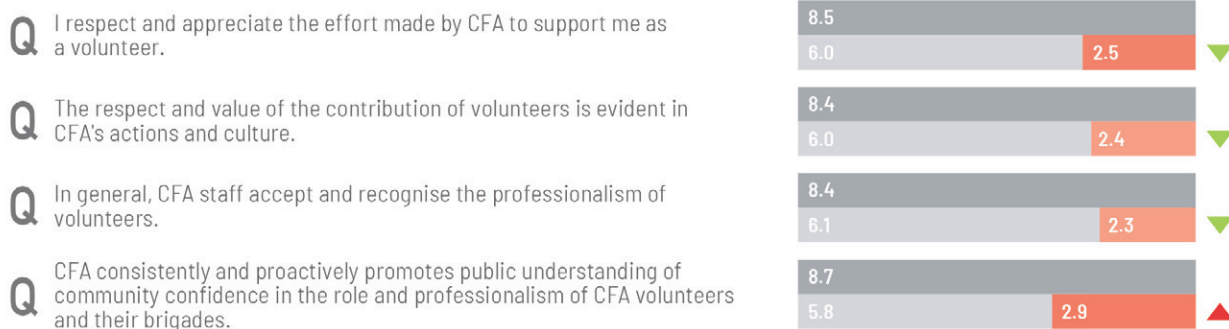 Q
I respect and appreciate the effort made by CFA to support me as
a volunteer.
8.5
6.0
2.5
Q
The respect and value of the contribution of volunteers is evident in
CFA's actions and culture.
8.4
6.0
2.4
Q
In general, CFA staff accept and recognise the professionalism of
volunteers.
8.4
6.1
2.3
Q
CFA consistently and proactively promotes public understanding of
community confidence in the role and professionalism of CFA volunteers
and their brigades.
8.7
5.8
2.9